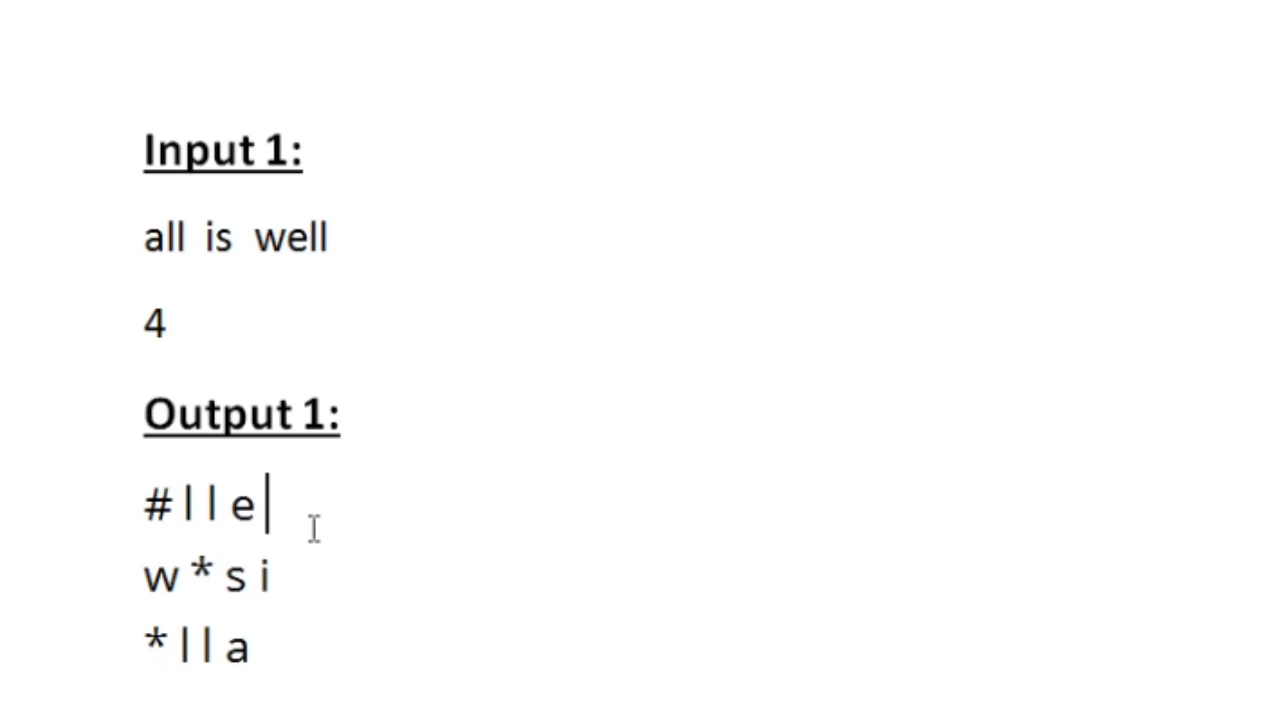 Input 1:
all is well
4
Output 1:
# l l e
w * s i
* l l a